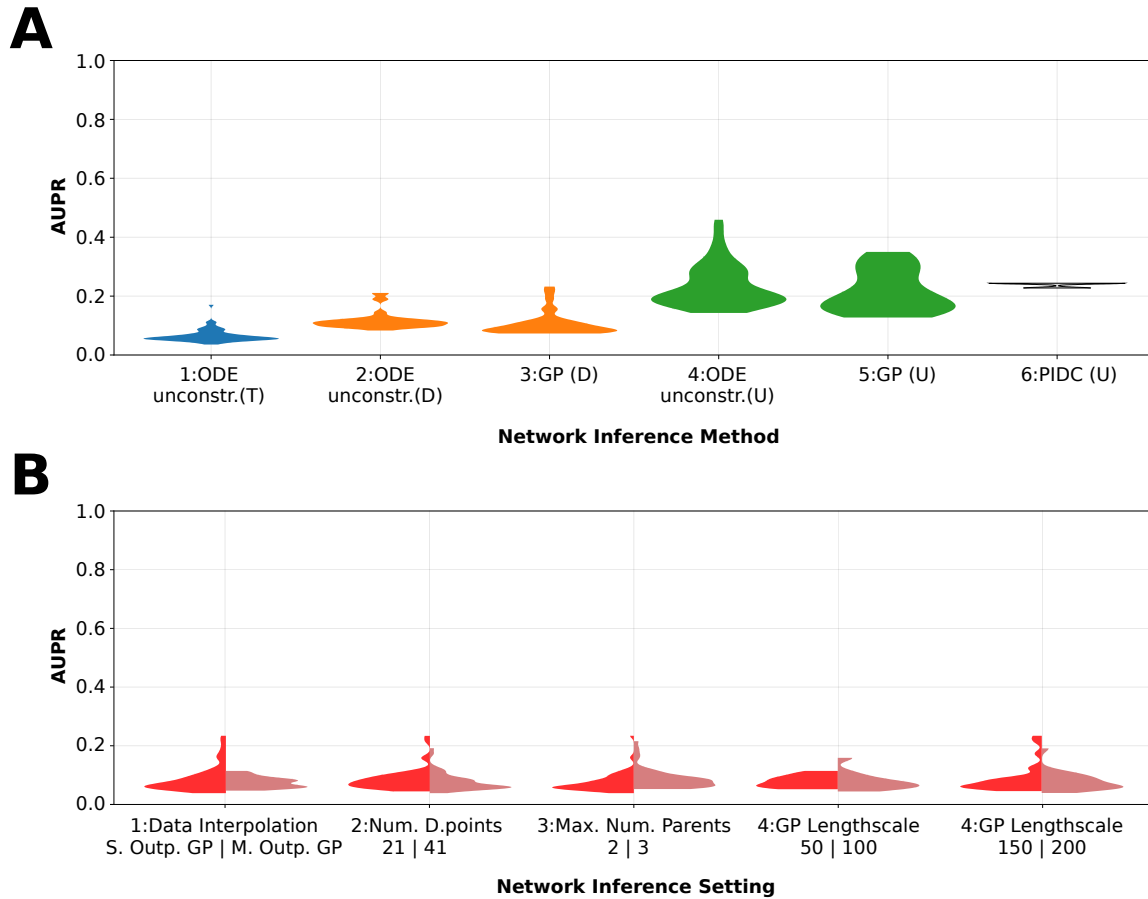 A
1.0
0.8
0.6
0.4
0.2
0.0
AUPR
1:ODE unconstr.(T)
2:ODE unconstr.(D)
3:GP (D)
4:ODE unconstr.(U)
5:GP (U)
6:PIDC (U)
Network Inference Method
B
1.0
0.8
0.6
0.4
0.2
0.0
AUPR
1:Data Interpolation
S. Outp. GP | M. Outp. GP
2:Num. D.points
21 | 41
3:Max. Num. Parents
2 | 3
4:GP Lengthscale
50 | 100
4:GP Lengthscale
150 | 200
Network Inference Setting